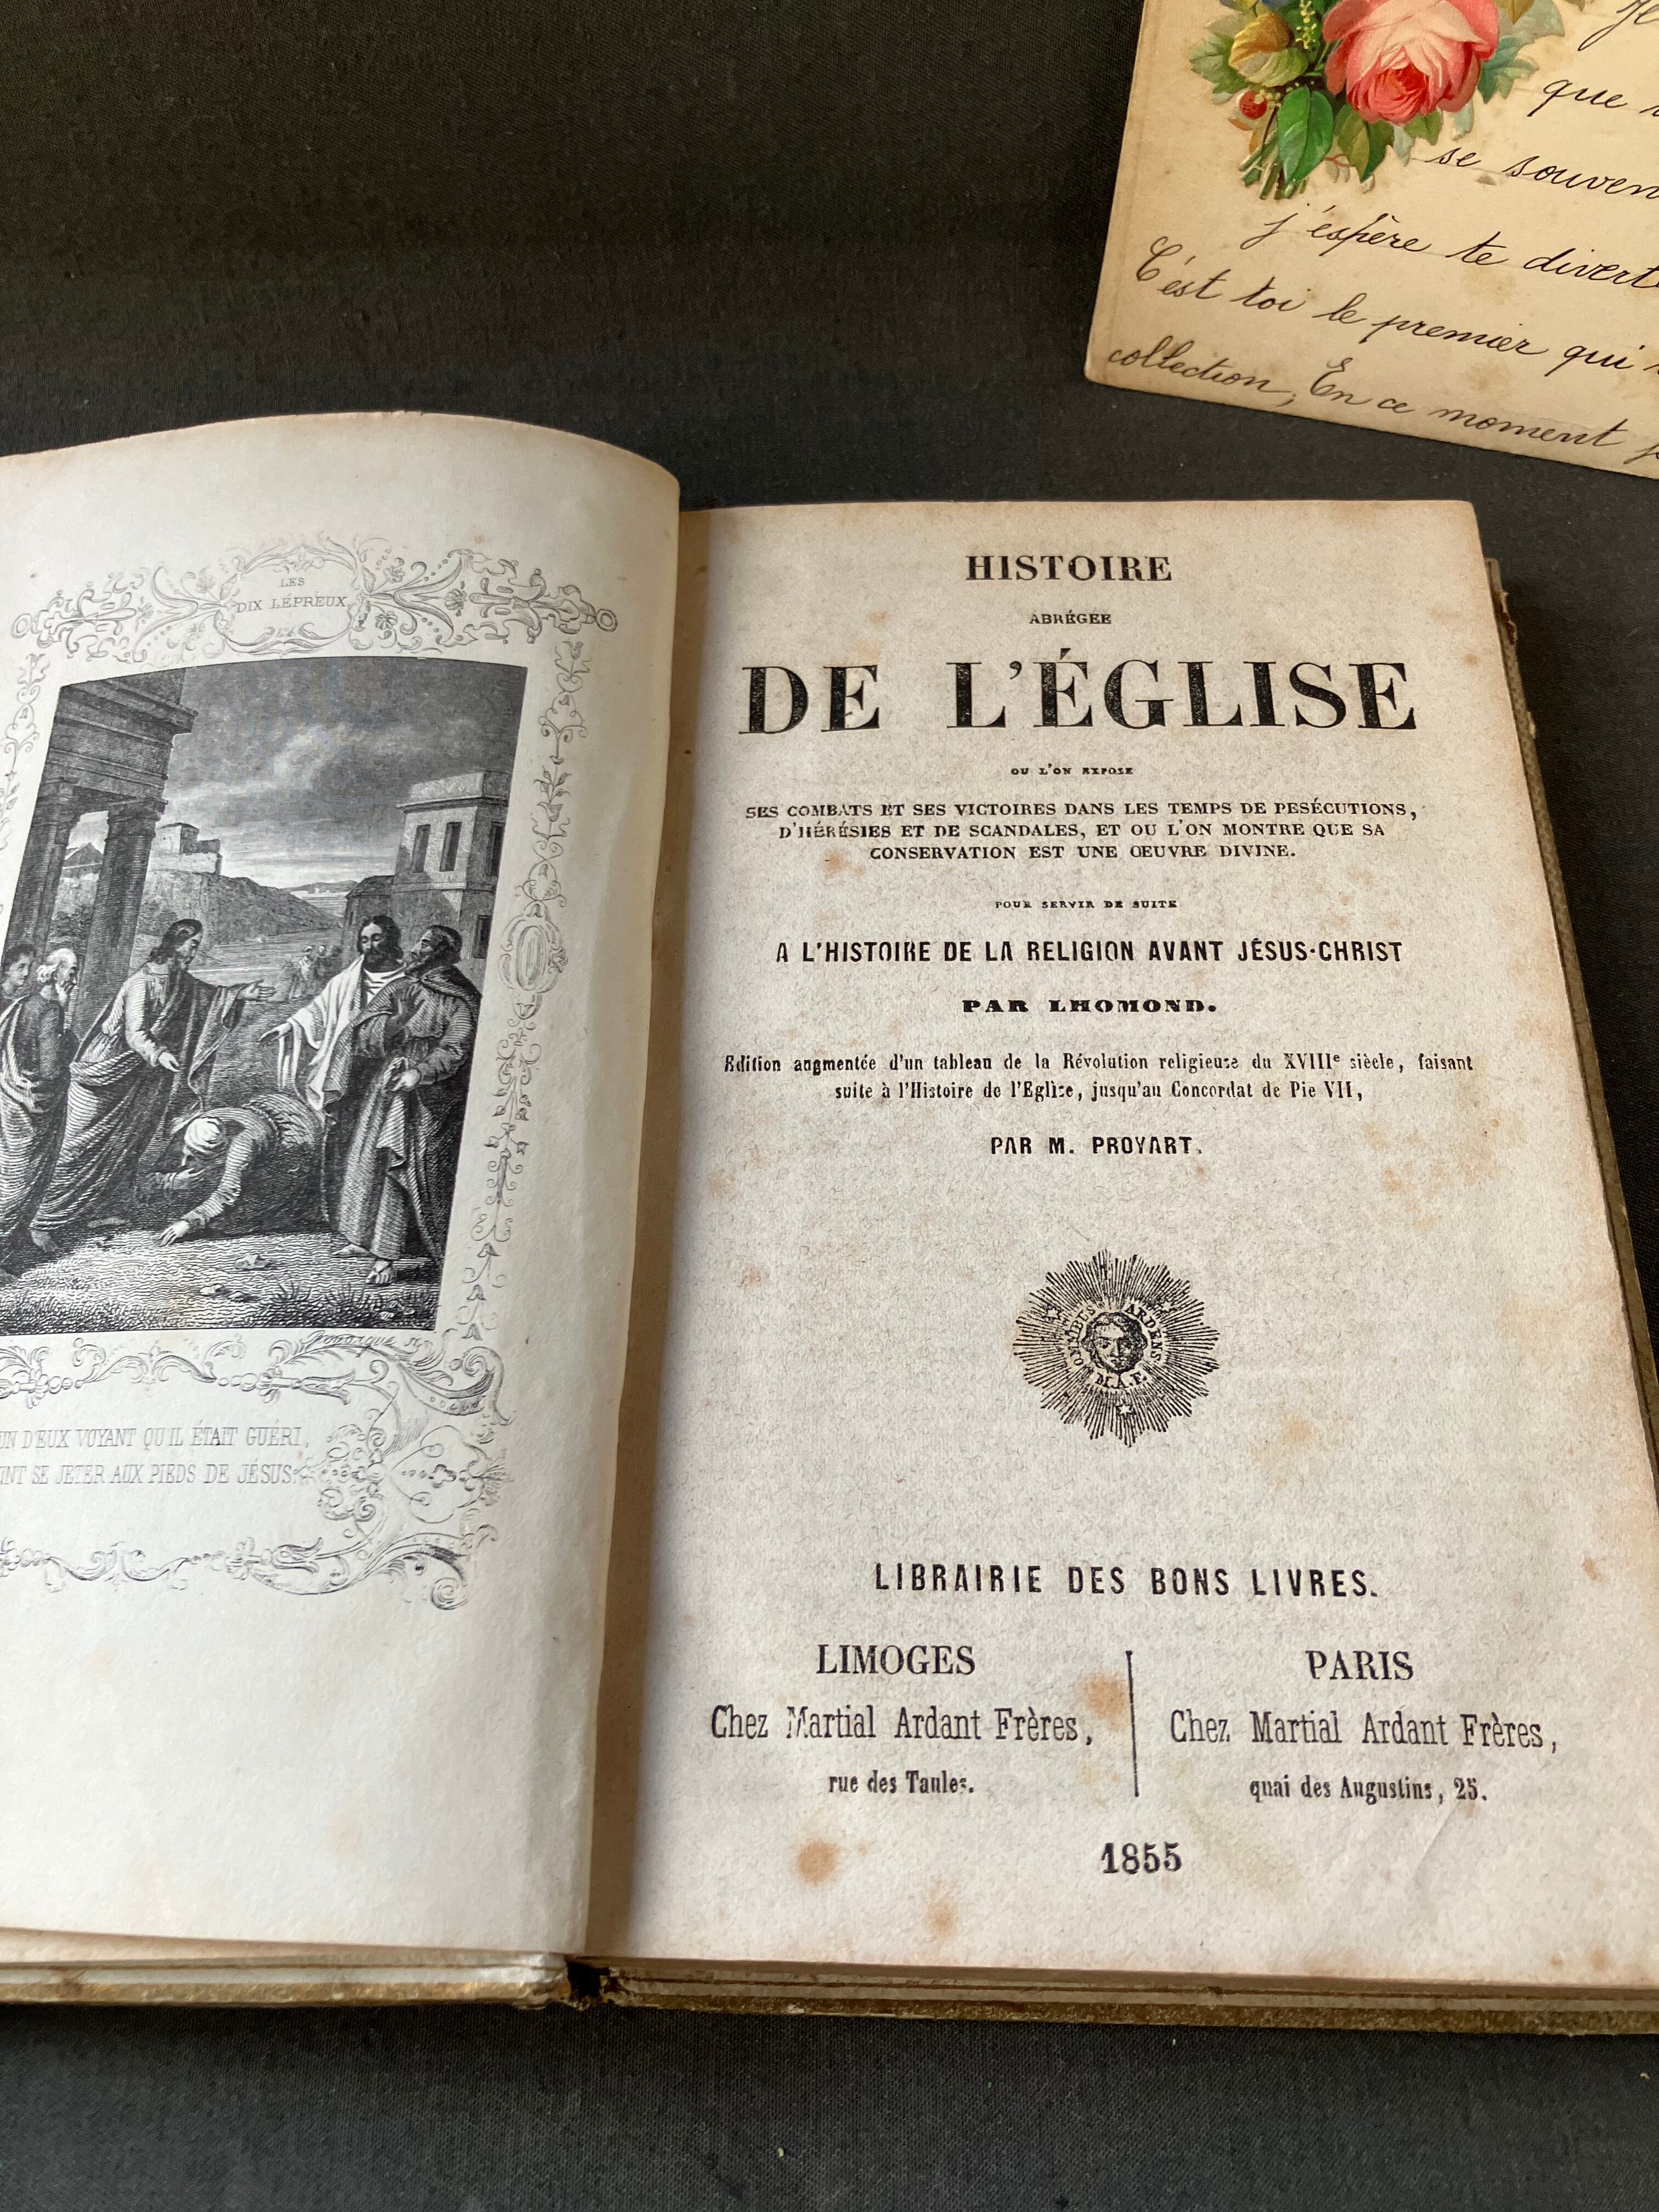 que
se souven
j'éspère te diverte
C'est toi le premier qui
collection, En ce moment
LES
DIX LÉPREUX
UN D'EUX VOYANT QU'IL ÉTAIT GUÉRI,
INT SE JETER AUX PIEDS DE JÉSUS
HISTOIRE
ABRÉGÉE
DE L'ÉGLISE
OU L'ON EXPOSE
SES COMBATS ET SES VICTOIRES DANS LES TEMPS DE PESÉCUTIONS,
D'HÉRÉSIES ET DE SCANDALES, ET OU L'ON MONTRE QUE SA
CONSERVATION EST UNE ŒUVRE DIVINE.
POUR SERVIR DE SUITE
A L'HISTOIRE DE LA RELIGION AVANT JÉSUS-CHRIST
PAR LHOMOND.
Edition augmentée d'un tableau de la Révolution religieuse du XVIIIe siècle, faisant
suite à l'Histoire de l'Eglise, jusqu'au Concordat de Pie VII,
PAR M. PROYART.
OMNIBUS ARDENS
M.A.F.
LIBRAIRIE DES BONS LIVRES.
LIMOGES
Chez Martial Ardant Frères,
rue des Taules.
PARIS
Chez Martial Ardant Frères,
quai des Augustins, 25.
1855